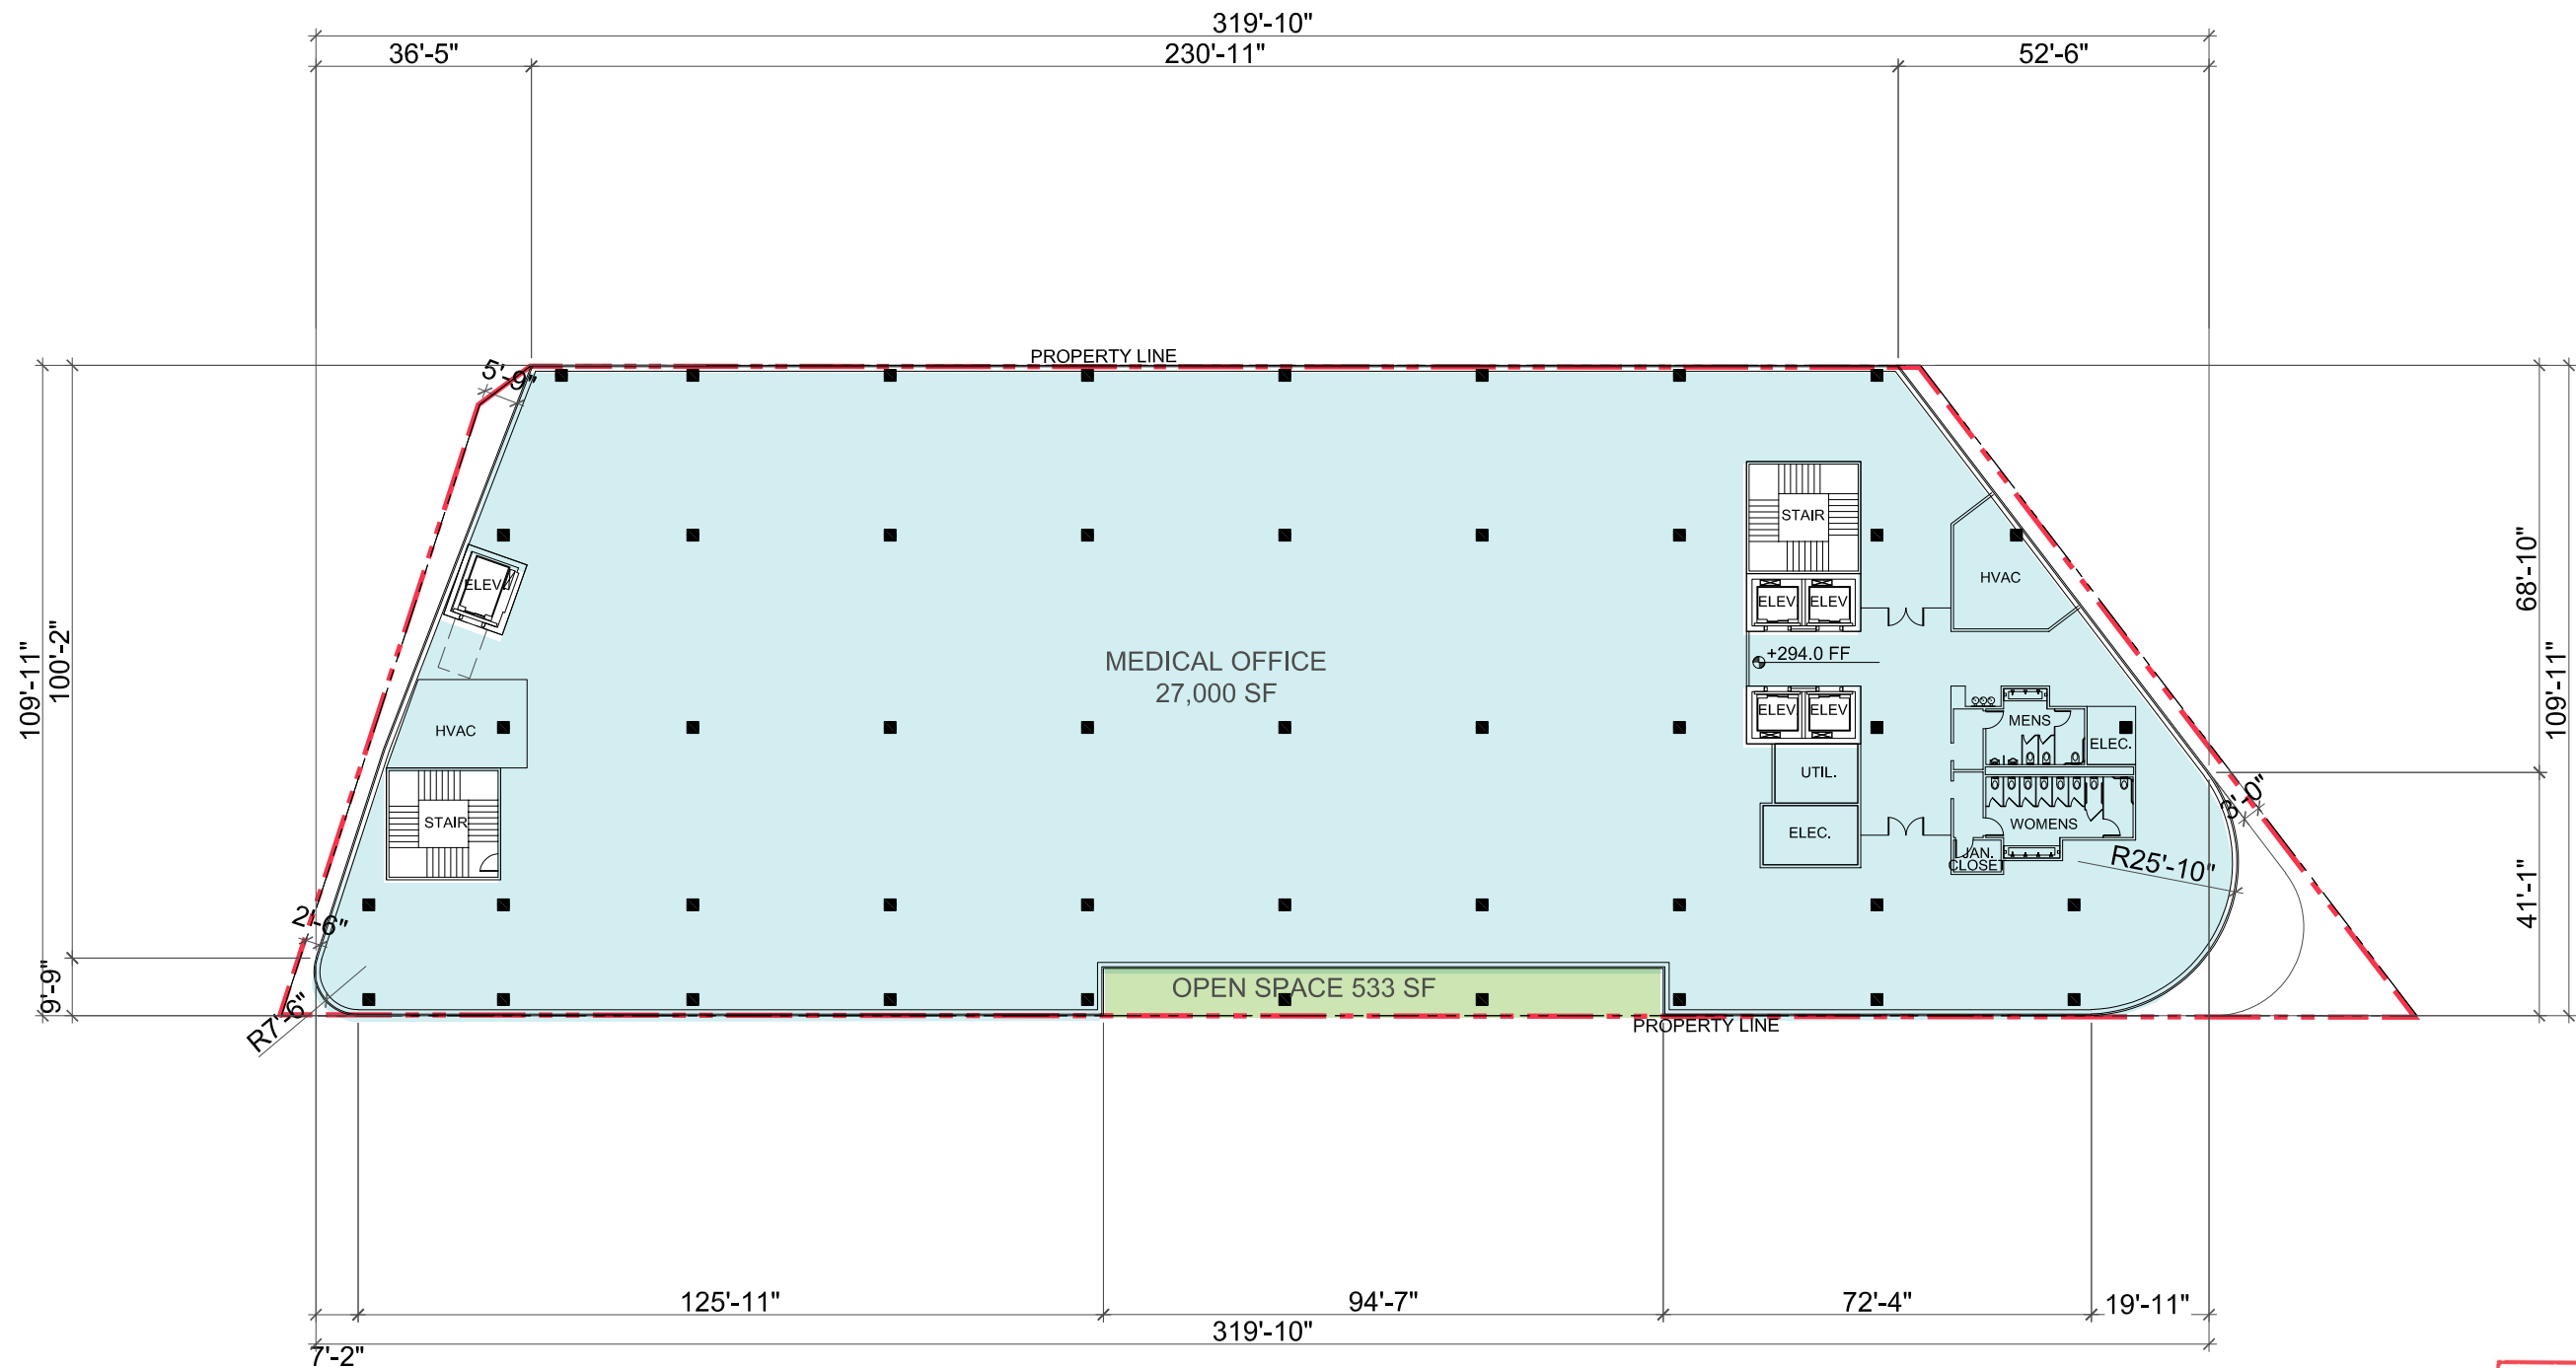 319'-10"
36'-5"
230'-11"
52'-6"
PROPERTY LINE
5'-9"
STAIR
HVAC
ELEV.
ELEV
ELEV
68'-10"
109'-11"
100'-2"
109'-11"
MEDICAL OFFICE
27,000 SF
+294.0 FF
ELEV
ELEV
MENS
HVAC
ELEC.
UTIL.
3'-0"
STAIR
WOMENS
ELEC.
JAN.
CLOSET
R25'-10"
41'-1"
2'-6"
9'-9"
OPEN SPACE 533 SF
R7'-6"
PROPERTY LINE
125'-11"
94'-7"
72'-4"
19'-11"
319'-10"
7'-2"